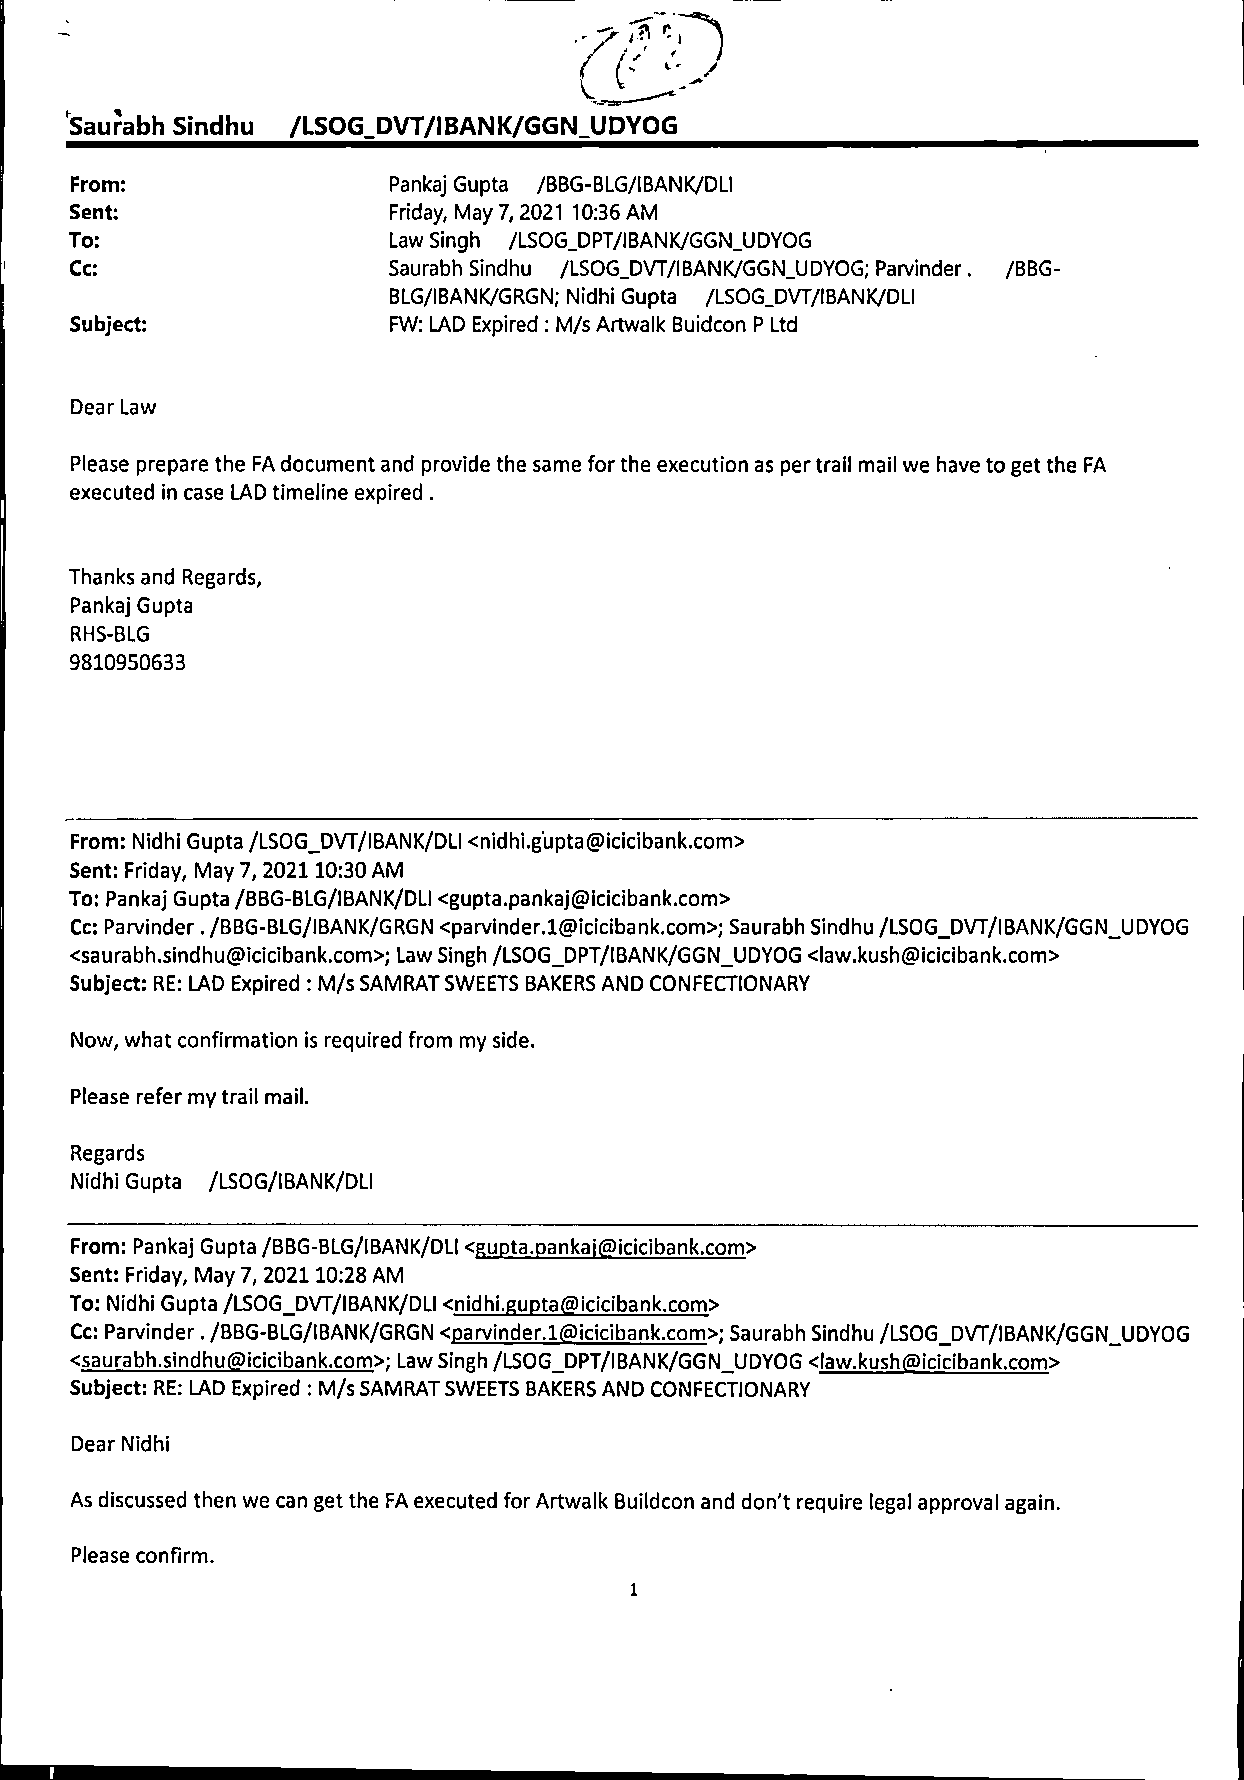 Saurabh Sindhu /LSOG_DVT/IBANK/GGN_UDYOG
From: Pankaj Gupta /BBG-BLG/IBANK/DLI
Sent: Friday, May 7, 2021 10:36 AM
To: Law Singh /LSOG_DPT/IBANK/GGN_UDYOG
Cc: Saurabh Sindhu /LSOG_DVT/IBANK/GGN_UDYOG; Parvinder . /BBG-
BLG/IBANK/GRGN; Nidhi Gupta /LSOG_DVT/IBANK/DLI
Subject: FW: LAD Expired : M/s Artwalk Buidcon P Ltd
Dear Law
Please prepare the FA document and provide the same for the execution as per trail mail we have to get the FA
executed in case LAD timeline expired .
Thanks and Regards,
Pankaj Gupta
RHS-BLG
9810950633
From: Nidhi Gupta /LSOG_DVT/IBANK/DLI <nidhi.gupta@icicibank.com>
Sent: Friday, May 7, 2021 10:30 AM
To: Pankaj Gupta /BBG-BLG/IBANK/DLI <gupta.pankaj@icicibank.com>
Cc: Parvinder . /BBG-BLG/IBANK/GRGN <parvinder.1@icicibank.com>; Saurabh Sindhu /LSOG_DVT/IBANK/GGN_UDYOG
<saurabh.sindhu@icicibank.com>; Law Singh /LSOG_DPT/IBANK/GGN_UDYOG <law.kush@icicibank.com>
Subject: RE: LAD Expired : M/s SAMRAT SWEETS BAKERS AND CONFECTIONARY
Now, what confirmation is required from my side.
Please refer my trail mail.
Regards
Nidhi Gupta /LSOG/IBANK/DLI
From: Pankaj Gupta /BBG-BLG/IBANK/DLI <gupta.pankaj@icicibank.com>
Sent: Friday, May 7, 2021 10:28 AM
To: Nidhi Gupta /LSOG_DVT/IBANK/DLI <nidhi.gupta@icicibank.com>
Cc: Parvinder . /BBG-BLG/IBANK/GRGN <parvinder.1@icicibank.com>; Saurabh Sindhu /LSOG_DVT/IBANK/GGN_UDYOG
<saurabh.sindhu@icicibank.com>; Law Singh /LSOG_DPT/IBANK/GGN_UDYOG <law.kush@icicibank.com>
Subject: RE: LAD Expired : M/s SAMRAT SWEETS BAKERS AND CONFECTIONARY
Dear Nidhi
As discussed then we can get the FA executed for Artwalk Buildcon and don't require legal approval again.
Please confirm.
1